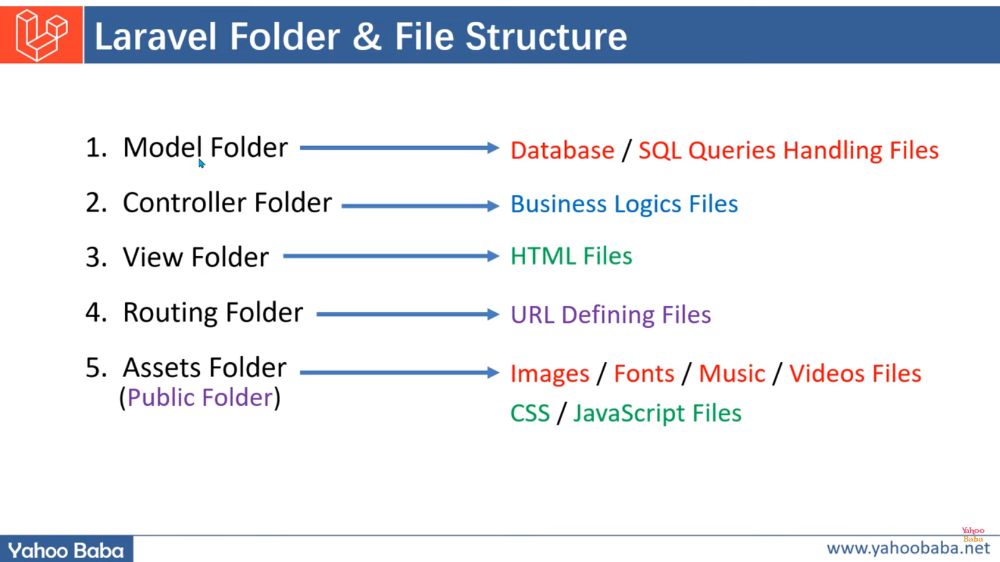 Laravel Folder & File Structure
1. Model Folder
Database / SQL Queries Handling Files
2. Controller Folder
Business Logics Files
3. View Folder
HTML Files
4. Routing Folder
URL Defining Files
5. Assets Folder
(Public Folder)
Images / Fonts / Music / Videos Files
CSS / JavaScript Files
Yahoo Baba
Yahoo
Baba
www.yahoobaba.net